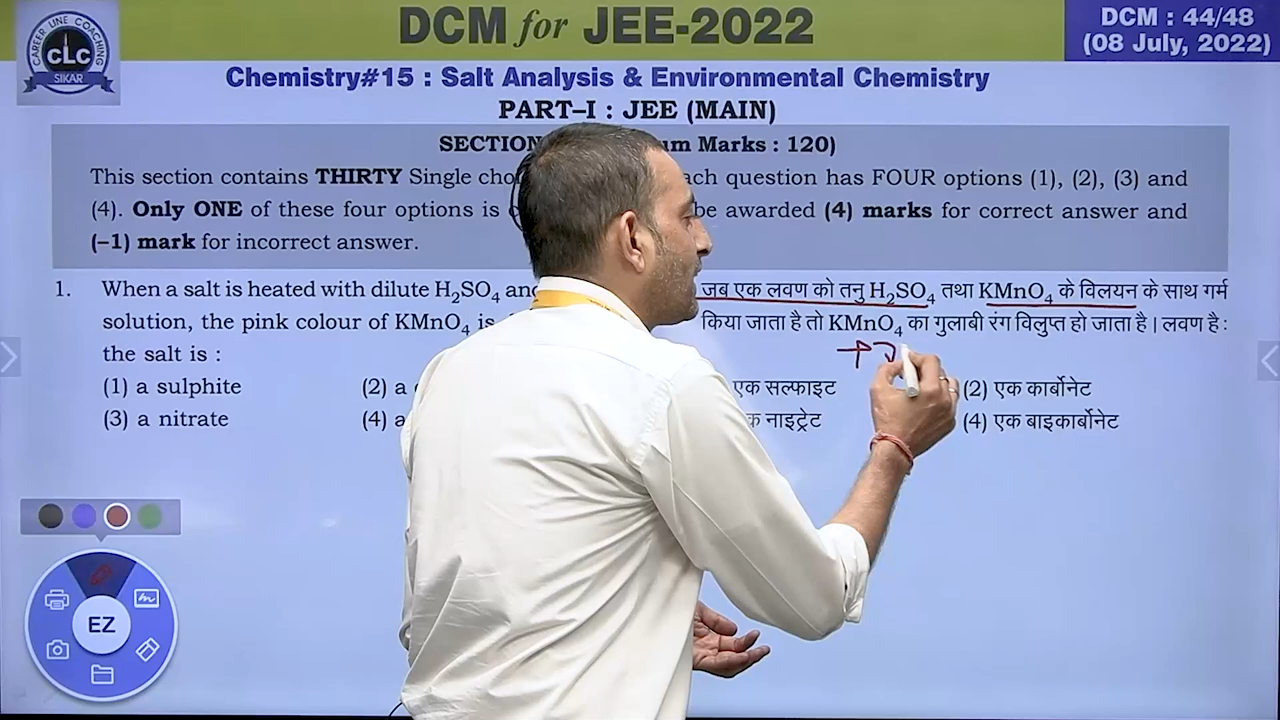 DCM for JEE-2022
DCM : 44/48
(08 July, 2022)
CAREER LINE COACHING
CLC
SIKAR
Chemistry#15 : Salt Analysis & Environmental Chemistry
PART–I : JEE (MAIN)
SECTION um Marks : 120)
This section contains THIRTY Single cho ach question has FOUR options (1), (2), (3) and
(4). Only ONE of these four options is be awarded (4) marks for correct answer and
(–1) mark for incorrect answer.
1. When a salt is heated with dilute H₂SO₄ and
solution, the pink colour of KMnO₄ is
the salt is :
(1) a sulphite (2) a
(3) a nitrate (4) a
जब एक लवण को तनु H₂SO₄ तथा KMnO₄ के विलयन के साथ गर्म
किया जाता है तो KMnO₄ का गुलाबी रंग विलुप्त हो जाता है। लवण है :
+7
एक सल्फाइट (2) एक कार्बोनेट
क नाइट्रेट (4) एक बाइकार्बोनेट
EZ